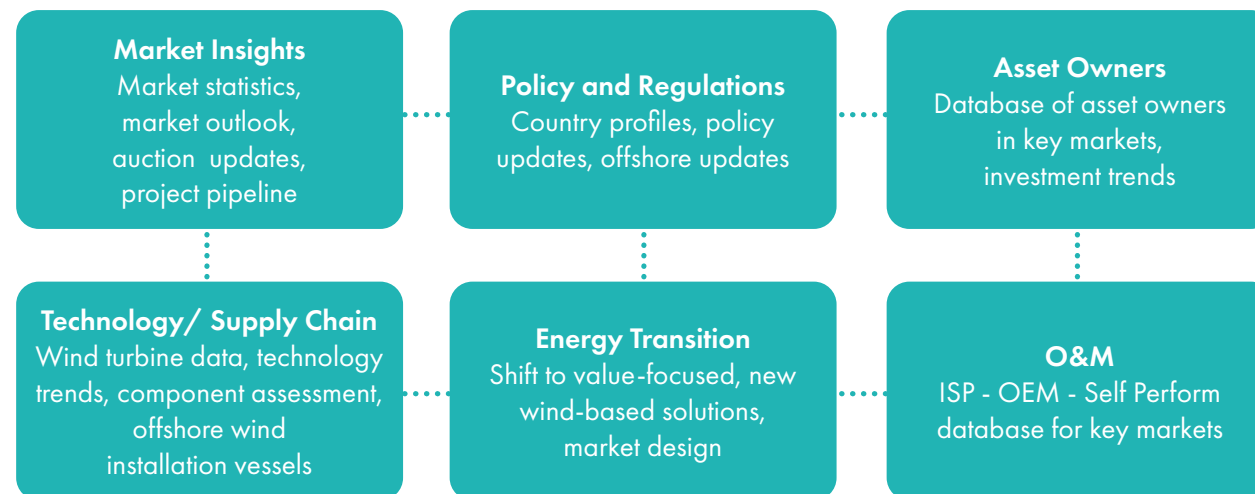 Market Insights
Market statistics,
market outlook,
auction updates,
project pipeline
Policy and Regulations
Country profiles, policy
updates, offshore updates
Asset Owners
Database of asset owners
in key markets,
investment trends
Technology/ Supply Chain
Wind turbine data, technology
trends, component assessment,
offshore wind
installation vessels
Energy Transition
Shift to value-focused, new
wind-based solutions,
market design
O&M
ISP - OEM - Self Perform
database for key markets